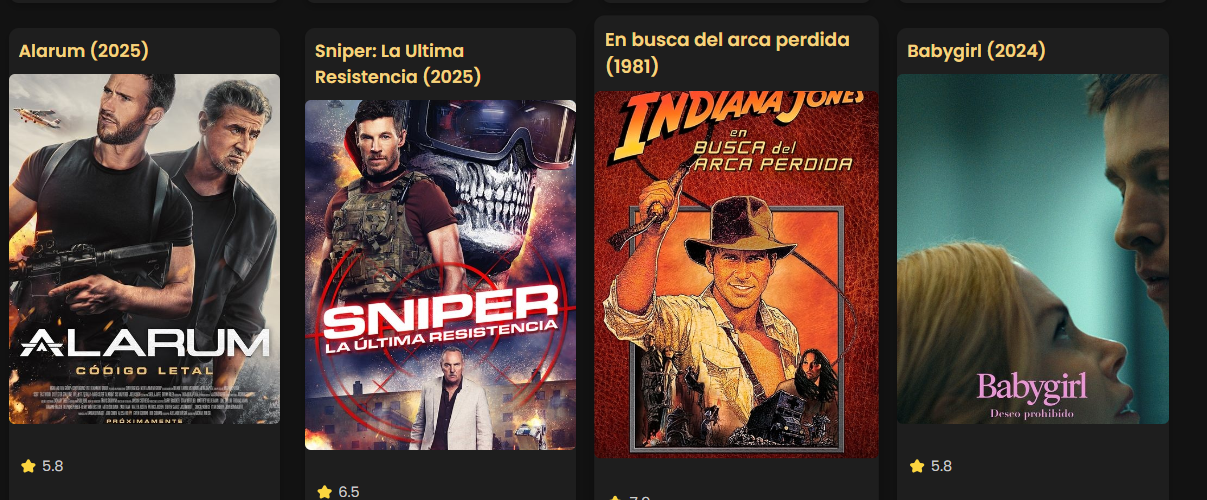 Alarum (2025)
ALARUM
CÓDIGO LETAL
PRÓXIMAMENTE
5.8
Sniper: La Ultima
Resistencia (2025)
SNIPER
LA ÚLTIMA RESISTENCIA
6.5
En busca del arca perdida
(1981)
INDIANA JONES
en
BUSCA del
ARCA PERDIDA
Babygirl (2024)
Babygirl
Deseo prohibido
5.8